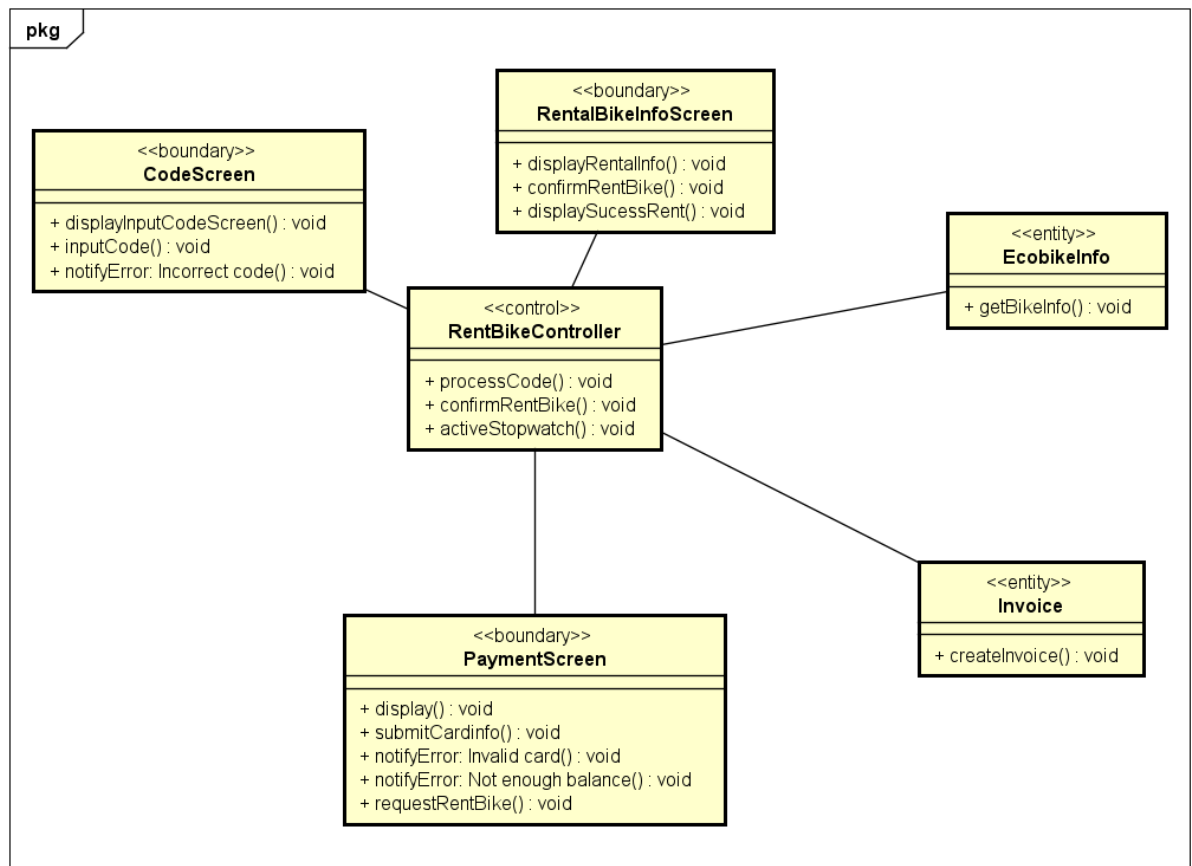 pkg
<<boundary>>
RentalBikeInfoScreen
+ displayRentalInfo() : void
+ confirmRentBike() : void
+ displaySucessRent() : void
<<boundary>>
CodeScreen
+ displayInputCodeScreen() : void
+ inputCode() : void
+ notifyError: Incorrect code() : void
<<entity>>
EcobikeInfo
+ getBikeInfo() : void
<<control>>
RentBikeController
+ processCode() : void
+ confirmRentBike() : void
+ activeStopwatch() : void
<<entity>>
Invoice
+ createInvoice() : void
<<boundary>>
PaymentScreen
+ display() : void
+ submitCardinfo() : void
+ notifyError: Invalid card() : void
+ notifyError: Not enough balance() : void
+ requestRentBike() : void